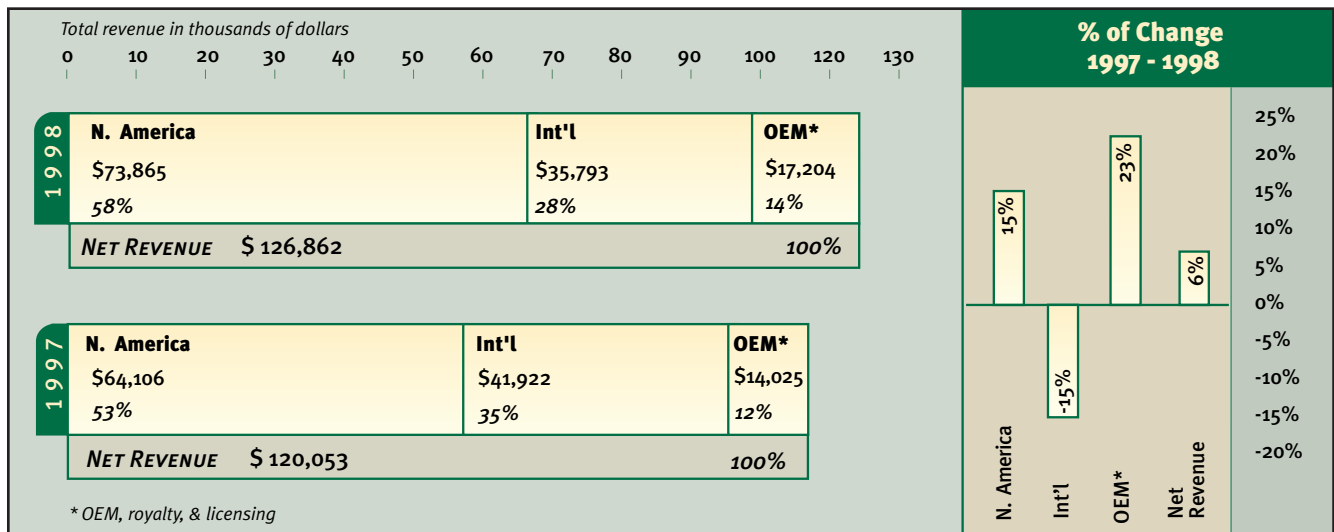 Total revenue in thousands of dollars
0 10 20 30 40 50 60 70 80 90 100 120 130
1998
N. America Int'l OEM*
$73,865 $35,793 $17,204
58% 28% 14%
NET REVENUE $ 126,862 100%
1997
N. America Int'l OEM*
$64,106 $41,922 $14,025
53% 35% 12%
NET REVENUE $ 120,053 100%
* OEM, royalty, & licensing
% of Change
1997 - 1998
25%
20%
15%
10%
5%
0%
-5%
-10%
-15%
-20%
15%
-15%
23%
6%
N. America
Int'l
OEM*
Net
Revenue